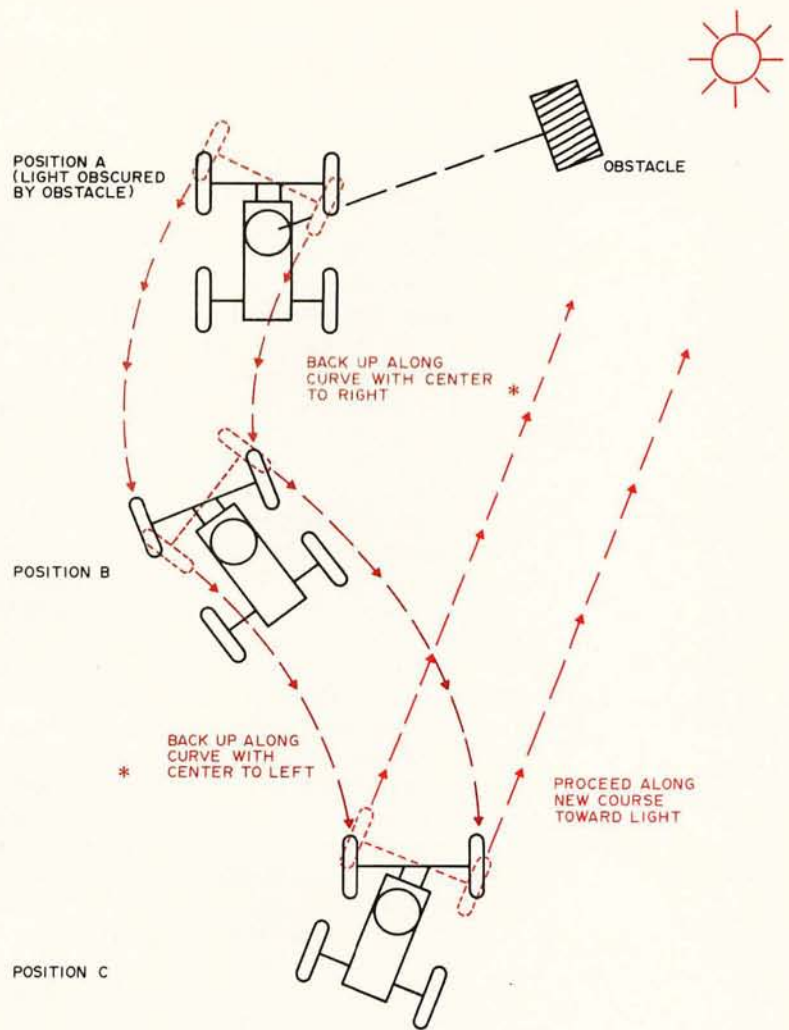 POSITION A
(LIGHT OBSCURED
BY OBSTACLE)
OBSTACLE
BACK UP ALONG
CURVE WITH CENTER
TO RIGHT *
POSITION B
BACK UP ALONG
CURVE WITH
* CENTER TO LEFT
PROCEED ALONG
NEW COURSE
TOWARD LIGHT
POSITION C